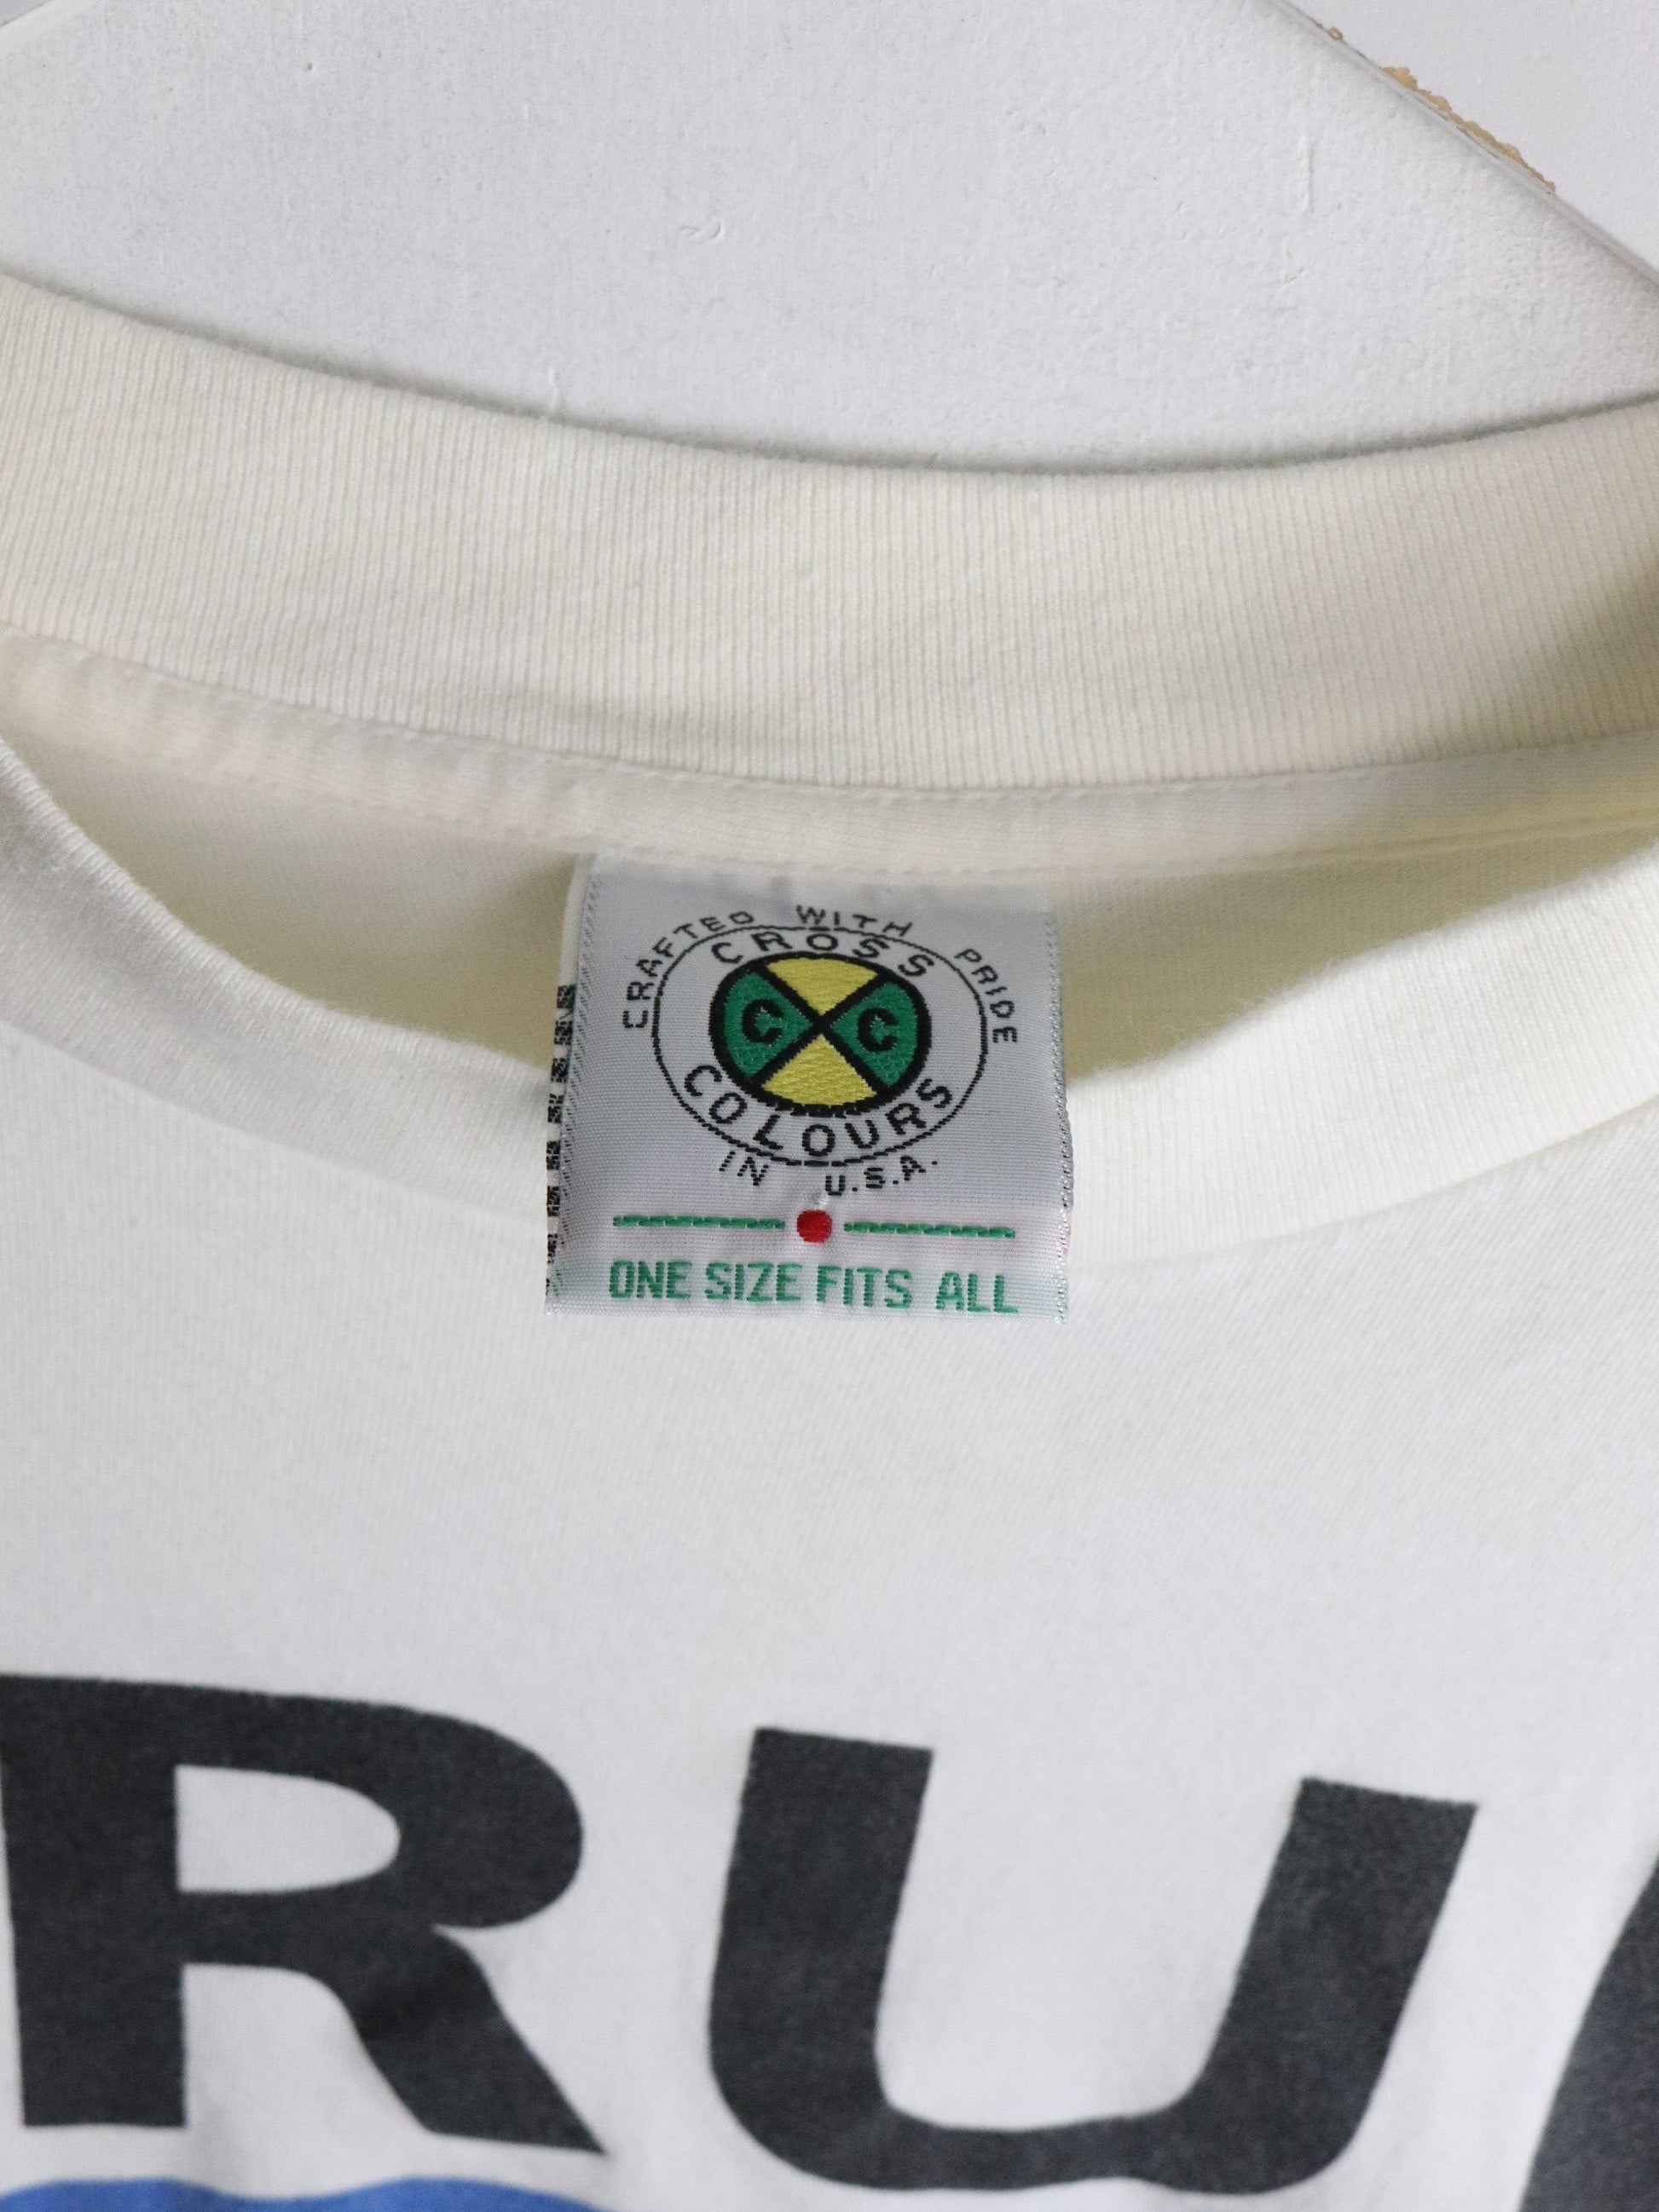 CRAFTED WITH PRIDE
CROSS
C C
COLOURS
IN U.S.A.
ONE SIZE FITS ALL
RU